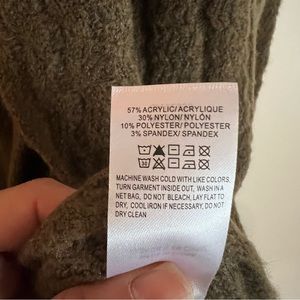 57% ACRYLIC/ACRYLIQUE
30% NYLON/NYLÓN
10% POLYESTER/POLYESTER
3% SPANDEX/SPANDEX
MACHINE WASH COLD WITH LIKE COLORS,
TURN GARMENT INSIDE OUT, WASH IN A
NET BAG, DO NOT BLEACH, LAY FLAT TO
DRY, COOL IRON IF NECESSARY, DO NOT
DRY CLEAN